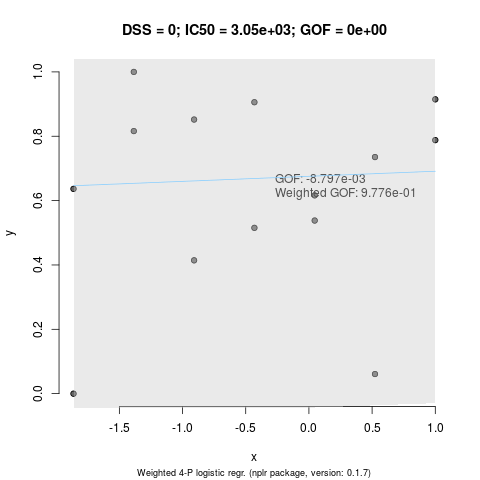 DSS = 0; IC50 = 3.05e+03; GOF = 0e+00
1.0
0.8
0.6
0.4
0.2
0.0
y
GOF: -8.797e-03
Weighted GOF: 9.776e-01
-1.5 -1.0 -0.5 0.0 0.5 1.0
x
Weighted 4-P logistic regr. (nplr package, version: 0.1.7)